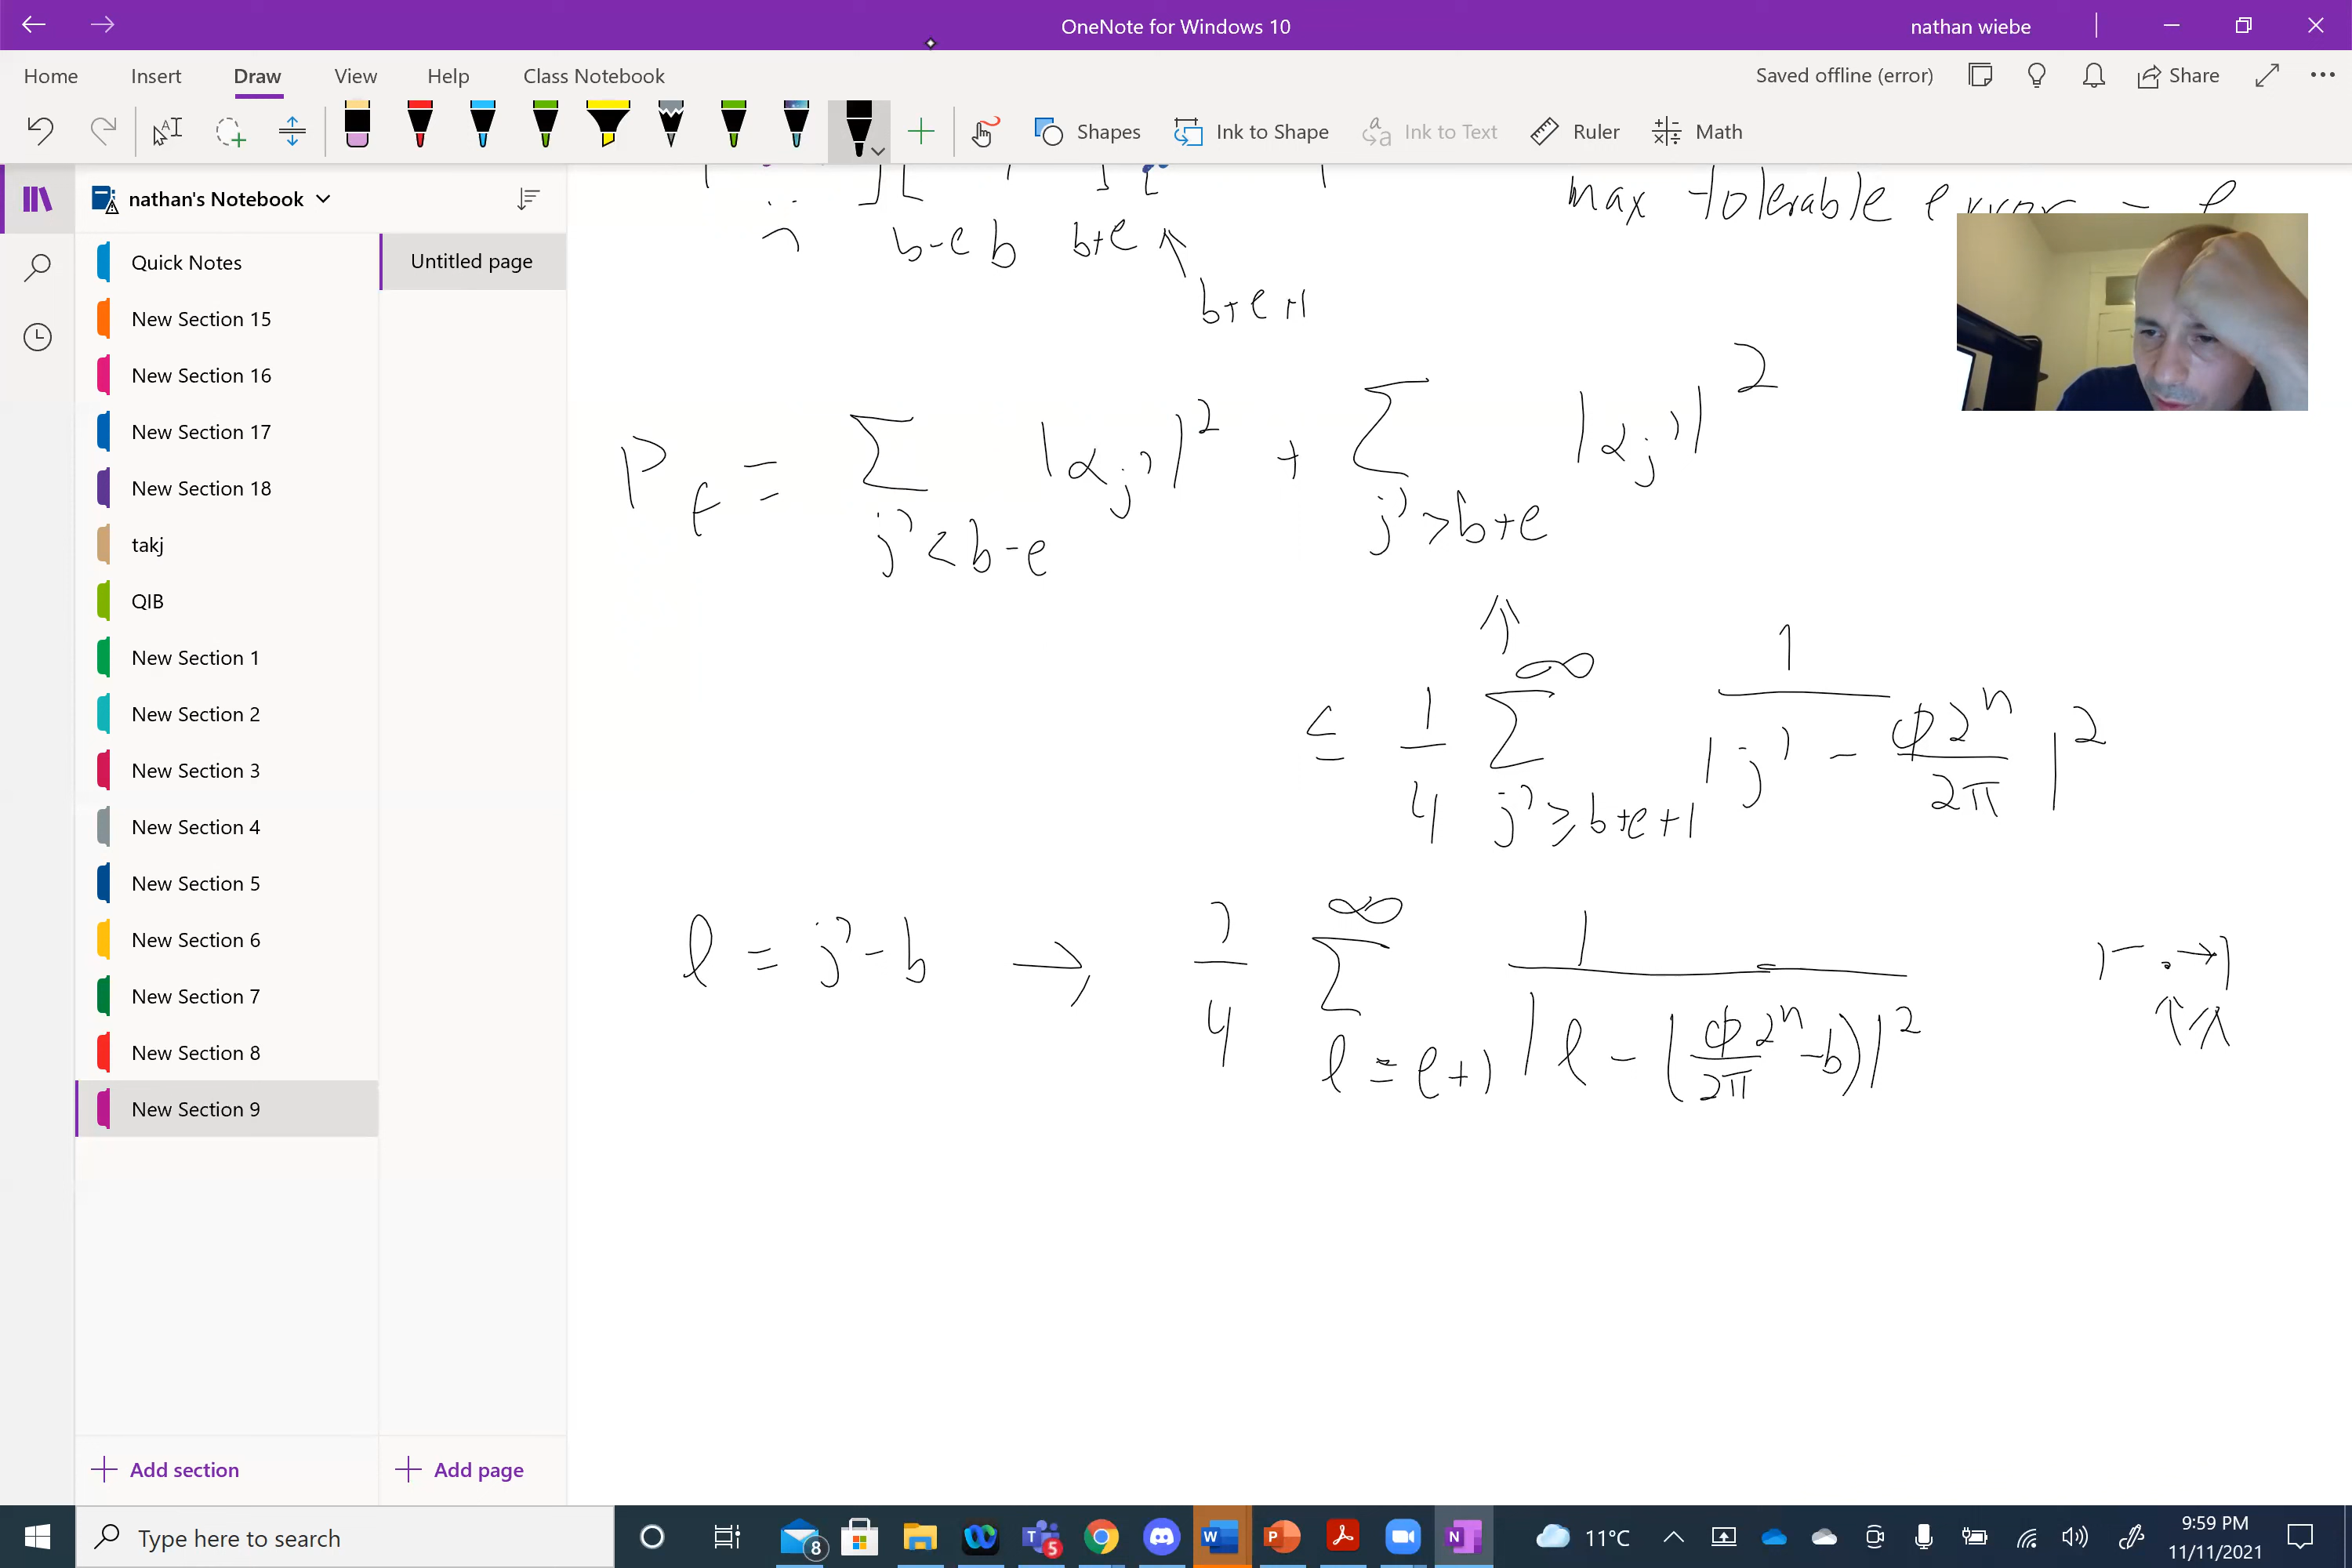 OneNote for Windows 10
nathan wiebe
Home Insert Draw View Help Class Notebook
Saved offline (error) Share
Shapes Ink to Shape Ink to Text Ruler Math
nathan's Notebook
Quick Notes
New Section 15
New Section 16
New Section 17
New Section 18
takj
QIB
New Section 1
New Section 2
New Section 3
New Section 4
New Section 5
New Section 6
New Section 7
New Section 8
New Section 9
Add section
Untitled page
Add page
max tolerable error = e
b-e b b+e
b+e+1
P_f = Σ_{j'<b-e} |α_{j'}|^2 + Σ_{j'>b+e} |α_{j'}|^2
↑
≤ 1/4 Σ_{j'≥b+e+1}^∞ 1/|j' - φ2^n/2π|^2
l = j' - b → 1/4 Σ_{l=e+1}^∞ 1/|l - (φ2^n/2π - b)|^2
Type here to search
8
5
11°C
9:59 PM
11/11/2021